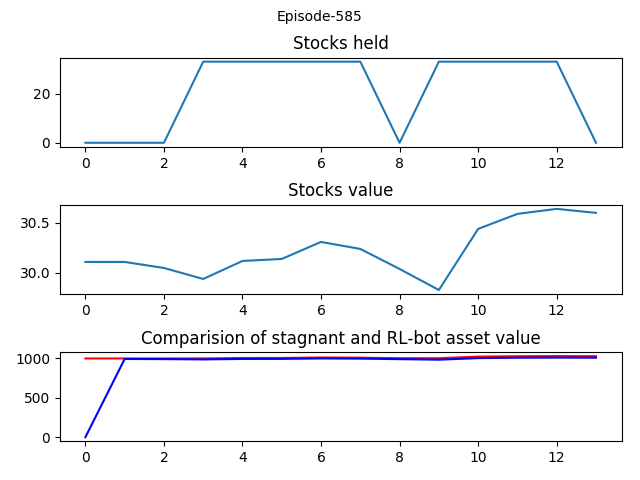 Episode-585
Stocks held
20
0
0 2 4 6 8 10 12
Stocks value
30.5
30.0
0 2 4 6 8 10 12
Comparision of stagnant and RL-bot asset value
1000
500
0
0 2 4 6 8 10 12